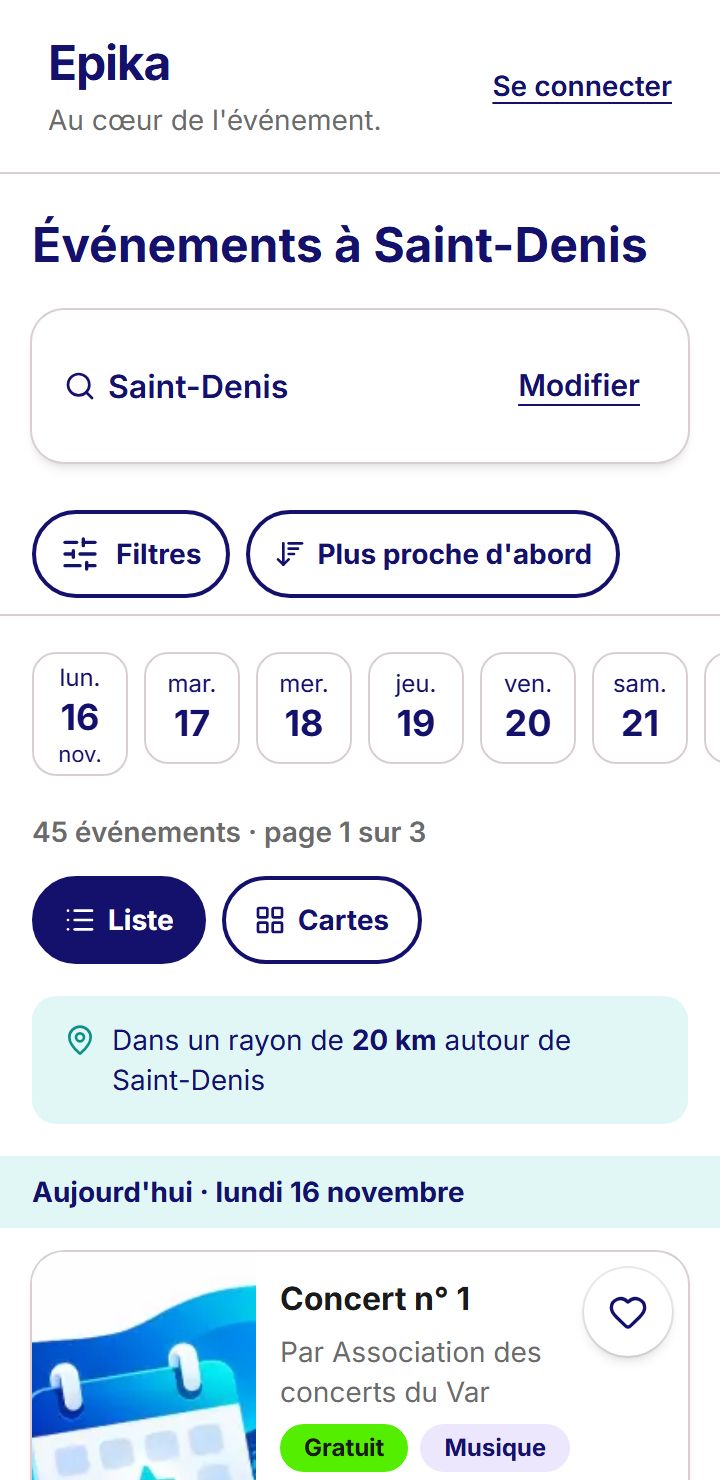 Epika
Au cœur de l'événement.
Se connecter
Événements à Saint-Denis
Saint-Denis
Modifier
Filtres
Plus proche d'abord
lun.
16
nov.
mar.
17
mer.
18
jeu.
19
ven.
20
sam.
21
45 événements · page 1 sur 3
Liste
Cartes
Dans un rayon de 20 km autour de
Saint-Denis
Aujourd'hui · lundi 16 novembre
Concert n° 1
Par Association des
concerts du Var
Gratuit
Musique